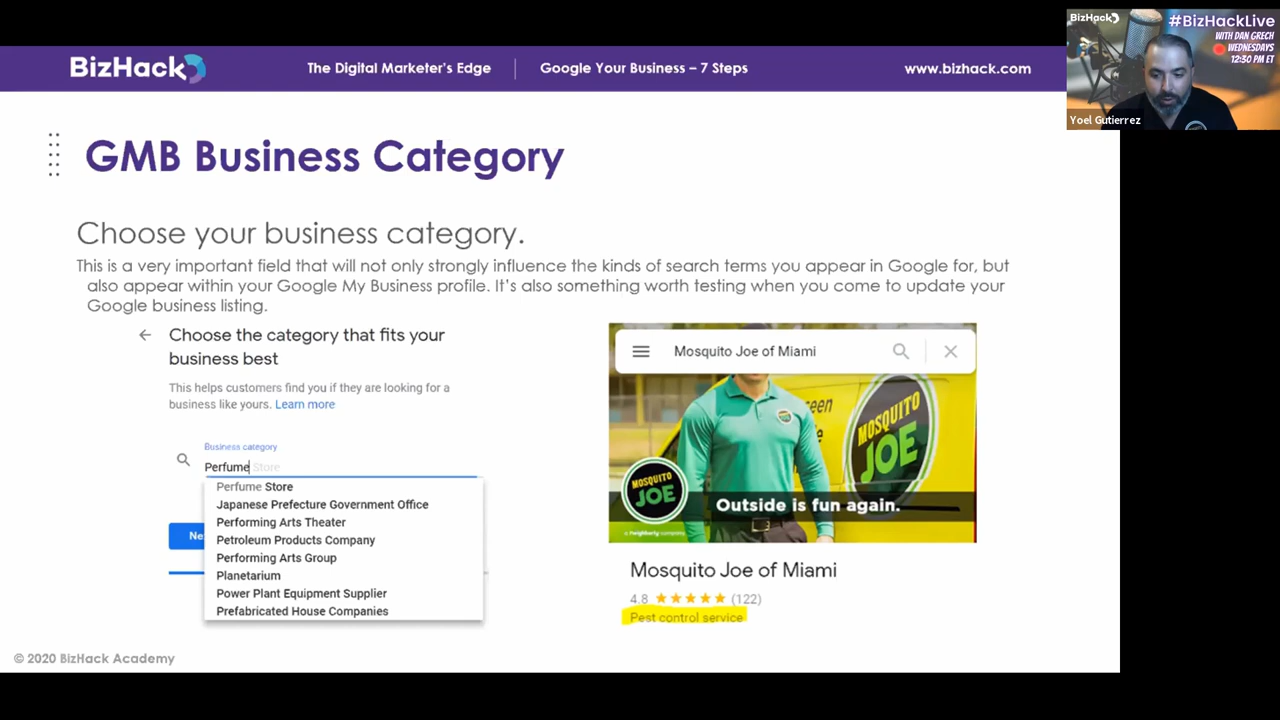 BizHack
The Digital Marketer's Edge
Google Your Business – 7 Steps
www.bizhack.com
BizHack
#BizHackLive
WITH DAN GRECH
WEDNESDAYS
12:30 PM ET
Yoel Gutierrez
GMB Business Category
Choose your business category.
This is a very important field that will not only strongly influence the kinds of search terms you appear in Google for, but
also appear within your Google My Business profile. It's also something worth testing when you come to update your
Google business listing.
Choose the category that fits your
business best
This helps customers find you if they are looking for a
business like yours. Learn more
Business category
Perfume Store
Perfume Store
Japanese Prefecture Government Office
Performing Arts Theater
Petroleum Products Company
Performing Arts Group
Planetarium
Power Plant Equipment Supplier
Prefabricated House Companies
Ne
Mosquito Joe of Miami
een
MOSQUITO
JOE
MOSQUITO
JOE
Outside is fun again.
a neighborly company
Mosquito Joe of Miami
4.8 ★★★★★ (122)
Pest control service
© 2020 BizHack Academy